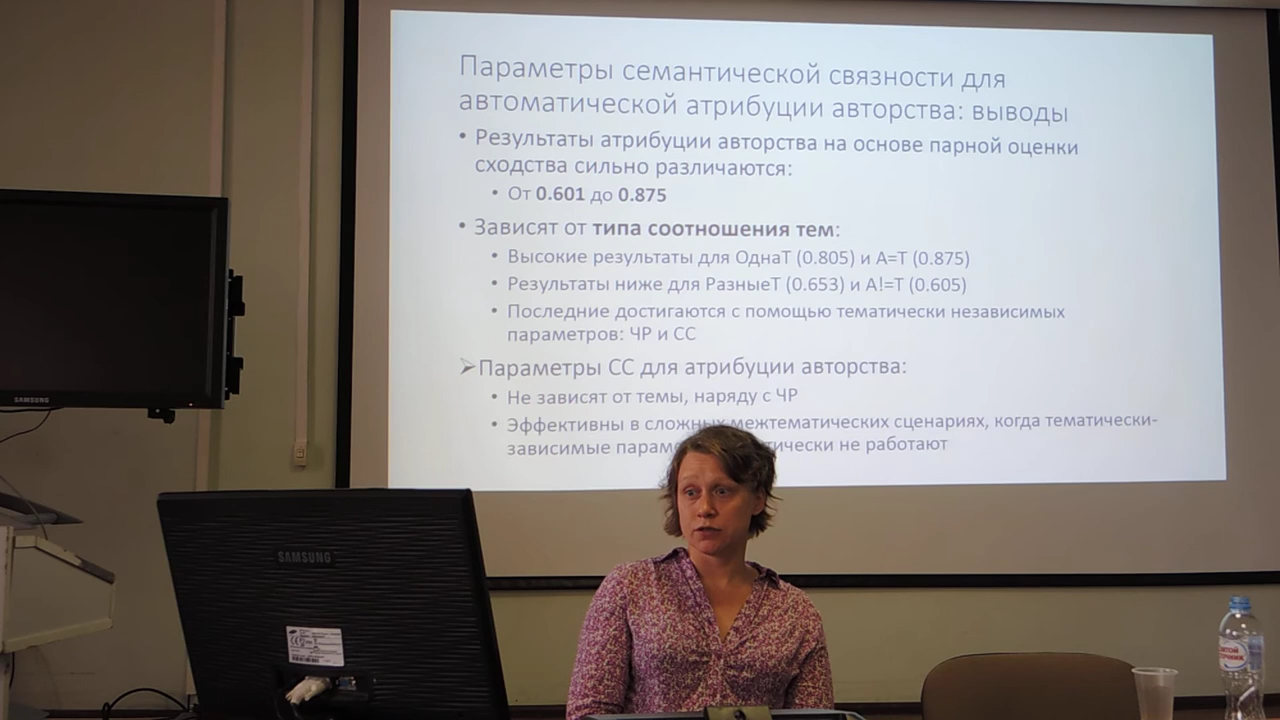 Параметры семантической связности для
автоматической атрибуции авторства: выводы
• Результаты атрибуции авторства на основе парной оценки
сходства сильно различаются:
• От 0.601 до 0.875
• Зависят от типа соотношения тем:
• Высокие результаты для ОднаТ (0.805) и А=Т (0.875)
• Результаты ниже для РазныеТ (0.653) и А!=Т (0.605)
• Последние достигаются с помощью тематически независимых
параметров: ЧР и СС
➢Параметры СС для атрибуции авторства:
• Не зависят от темы, наряду с ЧР
• Эффективны в сложных межтематических сценариях, когда тематически-
зависимые не работают
SAMSUNG
SAMSUNG